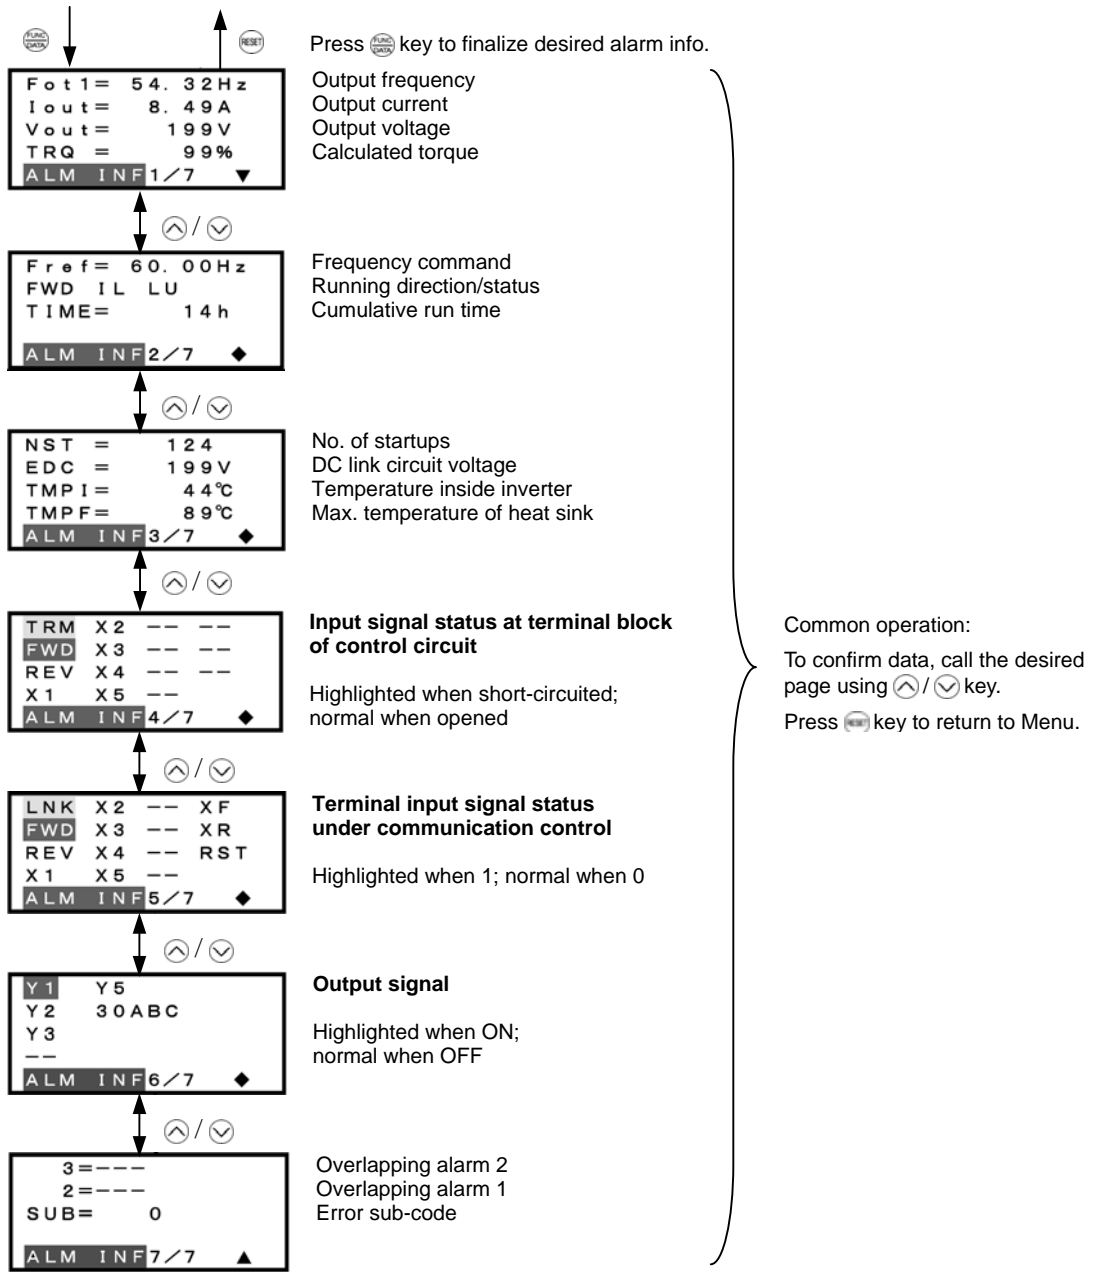 FUNC
DATA
RESET
Press FUNC DATA key to finalize desired alarm info.
Fot1= 54.32Hz
Iout= 8.49A
Vout= 199V
TRQ = 99%
ALM INF1/7 ▼
Output frequency
Output current
Output voltage
Calculated torque
/
Fref= 60.00Hz
FWD IL LU
TIME= 14h
ALM INF2/7 ◆
Frequency command
Running direction/status
Cumulative run time
/
NST = 124
EDC = 199V
TMPI= 44℃
TMPF= 89℃
ALM INF3/7 ◆
No. of startups
DC link circuit voltage
Temperature inside inverter
Max. temperature of heat sink
/
TRM X2 -- --
FWD X3 -- --
REV X4 -- --
X1 X5 --
ALM INF4/7 ◆
Input signal status at terminal block
of control circuit
Highlighted when short-circuited;
normal when opened
/
LNK X2 -- XF
FWD X3 -- XR
REV X4 -- RST
X1 X5 --
ALM INF5/7 ◆
Terminal input signal status
under communication control
Highlighted when 1; normal when 0
/
Y1 Y5
Y2 30ABC
Y3
--
ALM INF6/7 ◆
Output signal
Highlighted when ON;
normal when OFF
/
3=---
2=---
SUB= 0
ALM INF7/7 ▲
Overlapping alarm 2
Overlapping alarm 1
Error sub-code
Common operation:
To confirm data, call the desired
page using / key.
Press RESET key to return to Menu.